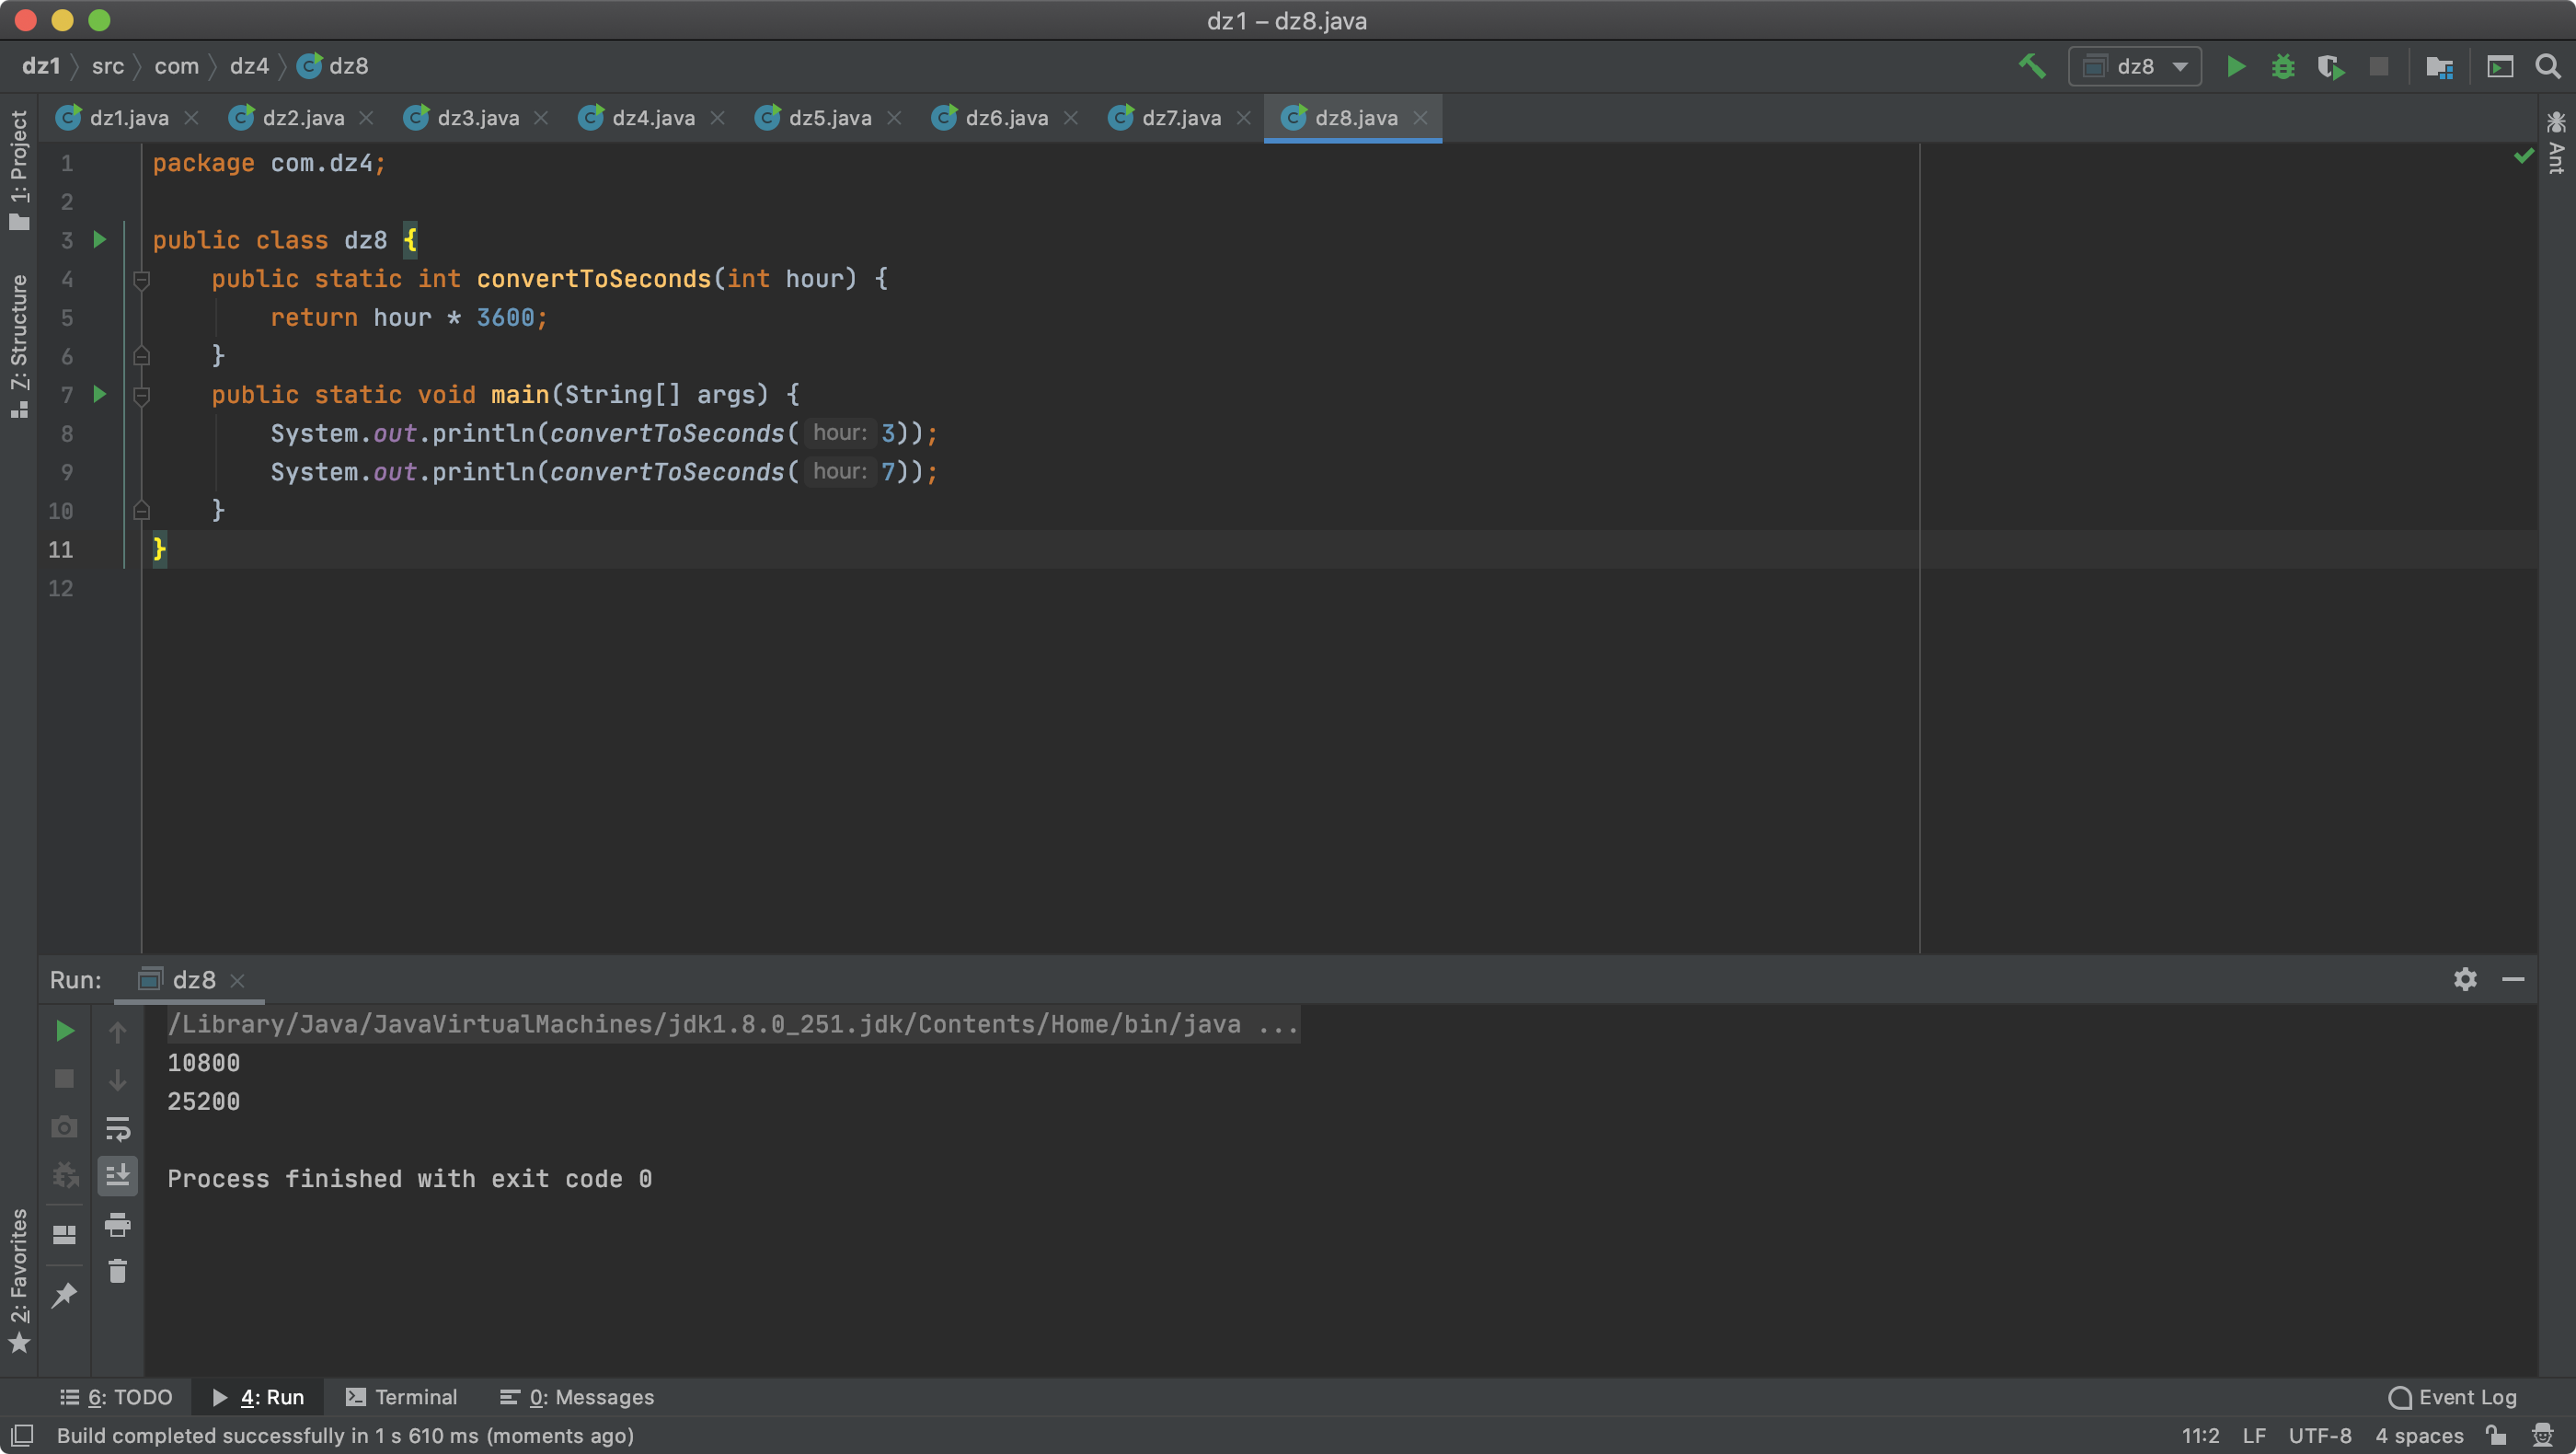 dz1 – dz8.java
dz1 src com dz4 dz8
dz8
dz1.java dz2.java dz3.java dz4.java dz5.java dz6.java dz7.java dz8.java
1: Project
7: Structure
2: Favorites
Ant
1 package com.dz4;
2
3 public class dz8 {
4 public static int convertToSeconds(int hour) {
5 return hour * 3600;
6 }
7 public static void main(String[] args) {
8 System.out.println(convertToSeconds( hour: 3));
9 System.out.println(convertToSeconds( hour: 7));
10 }
11 }
12
Run: dz8
/Library/Java/JavaVirtualMachines/jdk1.8.0_251.jdk/Contents/Home/bin/java ...
10800
25200
Process finished with exit code 0
6: TODO 4: Run Terminal 0: Messages Event Log
Build completed successfully in 1 s 610 ms (moments ago) 11:2 LF UTF-8 4 spaces